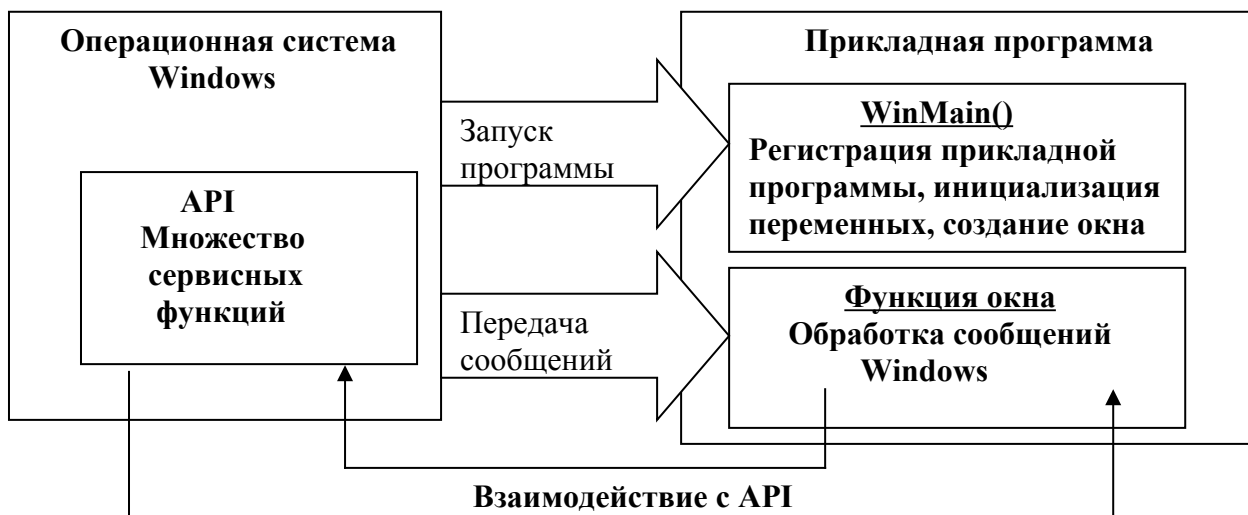 Операционная система
Windows
API
Множество
сервисных
функций
Запуск
программы
Передача
сообщений
Прикладная программа
WinMain()
Регистрация прикладной
программы, инициализация
переменных, создание окна
Функция окна
Обработка сообщений
Windows
Взаимодействие с API